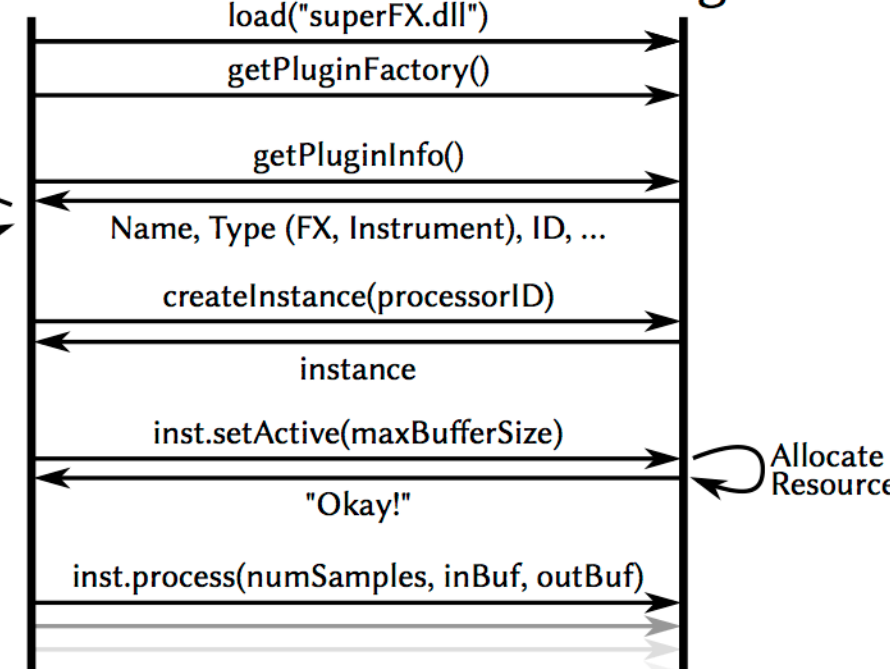 load("superFX.dll")
getPluginFactory()
getPluginInfo()
Name, Type (FX, Instrument), ID, ...
createInstance(processorID)
instance
inst.setActive(maxBufferSize)
Allocate
Resource
"Okay!"
inst.process(numSamples, inBuf, outBuf)